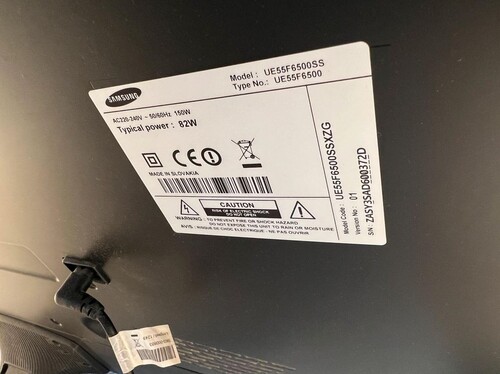 SAMSUNG
Model : UE55F6500SS
Type No.: UE55F6500
AC220-240V ~ 50/60Hz 150W
Typical power : 82W
MADE IN SLOVAKIA
CAUTION
RISK OF ELECTRIC SHOCK
DO NOT OPEN
WARNING : TO PREVENT FIRE OR SHOCK HAZARD
DO NOT EXPOSE THIS UNIT TO RAIN OR MOISTURE
AVIS : RISQUE DE CHOC ELECTRIQUE - NE PAS OUVRIR
Model Code : UE55F6500SSXZG
Version No : 01
S/N : ZASY3SAD600372D